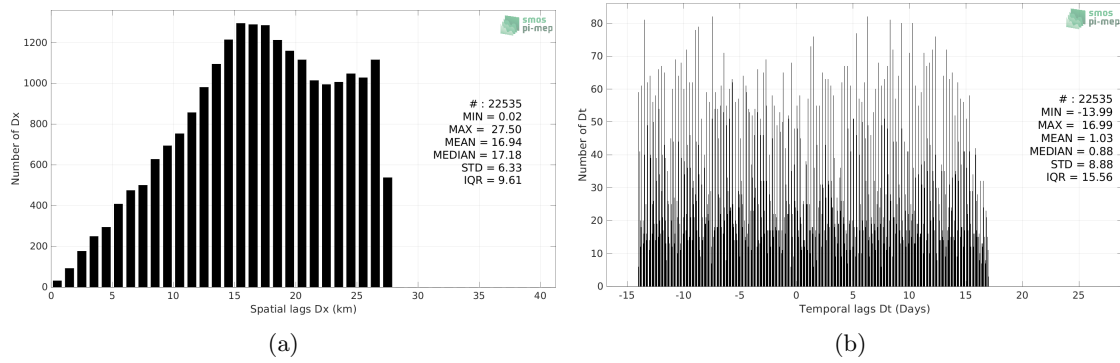 smos
pi-mep
1200
1000
800
600
400
200
0
Number of Dx
# : 22535
MIN = 0.02
MAX = 27.50
MEAN = 16.94
MEDIAN = 17.18
STD = 6.33
IQR = 9.61
0 5 10 15 20 25 30 35 40
Spatial lags Dx (km)
(a)
smos
pi-mep
80
70
60
50
40
30
20
10
0
Number of Dt
# : 22535
MIN = -13.99
MAX = 16.99
MEAN = 1.03
MEDIAN = 0.88
STD = 8.88
IQR = 15.56
-15 -10 -5 0 5 10 15 20 25
Temporal lags Dt (Days)
(b)